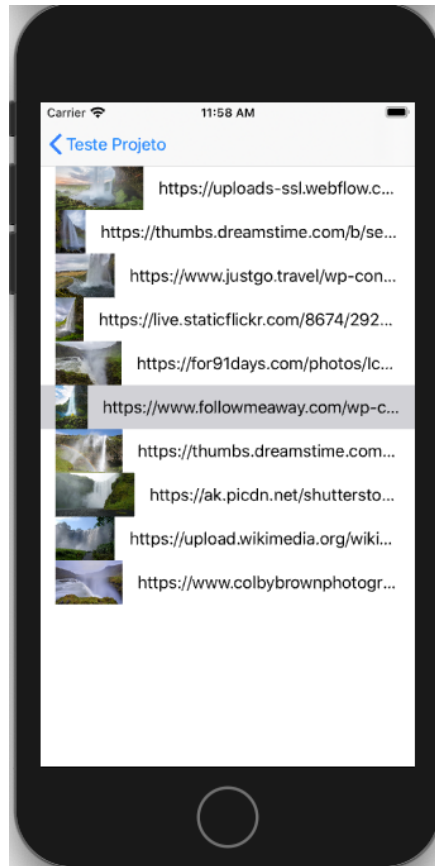 Carrier 11:58 AM
Teste Projeto
https://uploads-ssl.webflow.c...
https://thumbs.dreamstime.com/b/se...
https://www.justgo.travel/wp-con...
https://live.staticflickr.com/8674/292...
https://for91days.com/photos/Ic...
https://www.followmeaway.com/wp-c...
https://thumbs.dreamstime.com...
https://ak.picdn.net/shuttersto...
https://upload.wikimedia.org/wiki...
https://www.colbybrownphotogr...